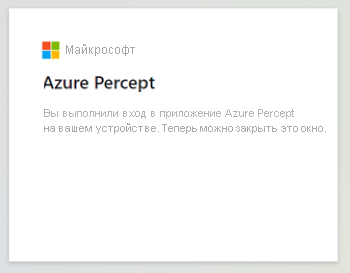 Майкрософт
Azure Percept
Вы выполнили вход в приложение Azure Percept
на вашем устройстве. Теперь можно закрыть это окно.